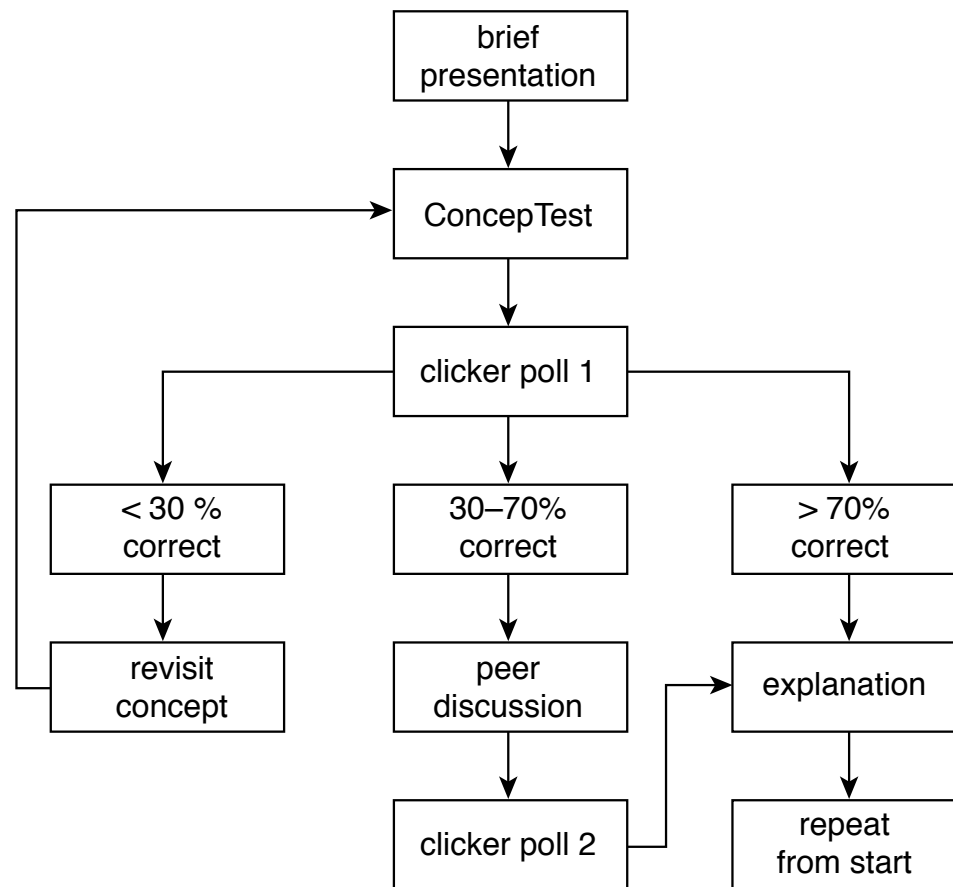 brief
presentation
ConcepTest
clicker poll 1
< 30 %
correct
30–70%
correct
> 70%
correct
revisit
concept
peer
discussion
explanation
clicker poll 2
repeat
from start